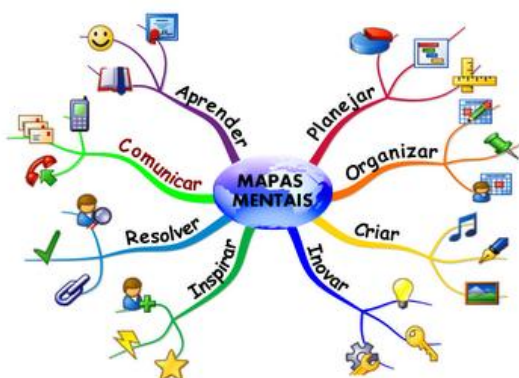 Aprender
Planejar
Comunicar
MAPAS
MENTAIS
Organizar
Resolver
Criar
Inspirar
Inovar